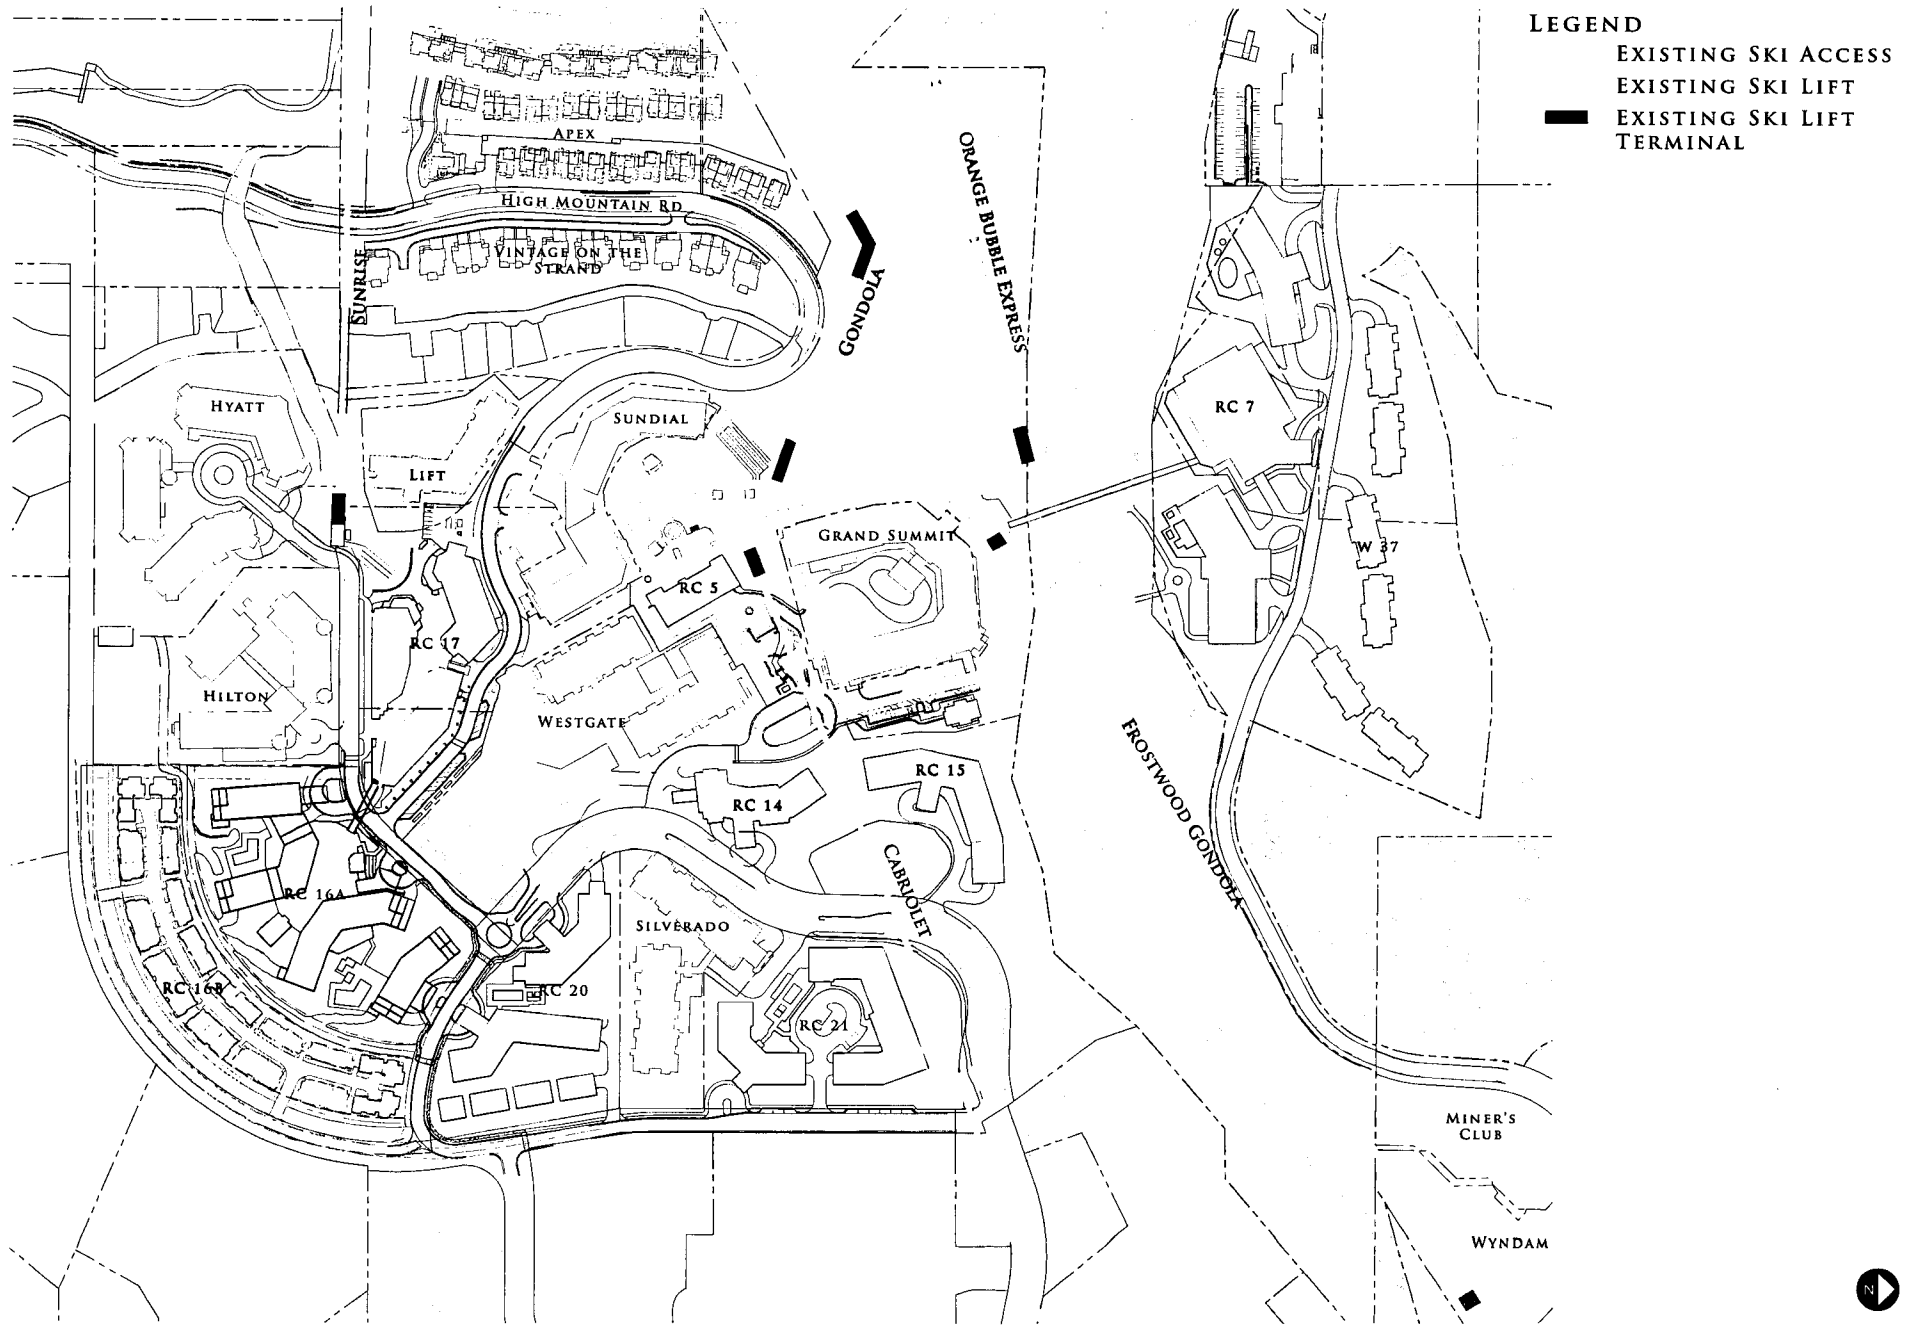 LEGEND
EXISTING SKI ACCESS
EXISTING SKI LIFT
EXISTING SKI LIFT
TERMINAL
APEX
HIGH MOUNTAIN RD
VINTAGE ON THE
STRAND
SUNRISE
GONDOLA
ORANGE BUBBLE EXPRESS
HYATT
LIFT
SUNDIAL
RC 7
GRAND SUMMIT
W 37
RC 5
RC 17
HILTON
WESTGATE
RC 15
RC 14
FROSTWOOD GONDOLA
CABRIOLET
RC 16A
SILVERADO
RC 16B
RC 20
RC 21
MINER'S
CLUB
WYNDAM
N